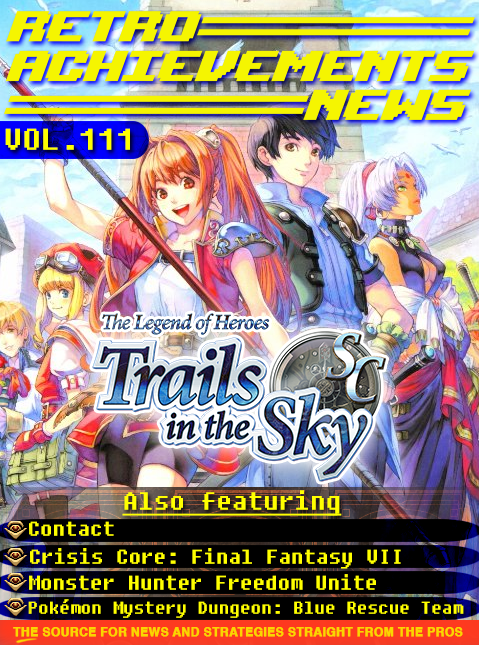 RETRO
ACHIEVEMENTS
NEWS
VOL.111
The Legend of Heroes
Trails
in the
Sky
SC
Also featuring
Contact
Crisis Core: Final Fantasy VII
Monster Hunter Freedom Unite
Pokémon Mystery Dungeon: Blue Rescue Team
THE SOURCE FOR NEWS AND STRATEGIES STRAIGHT FROM THE PROS